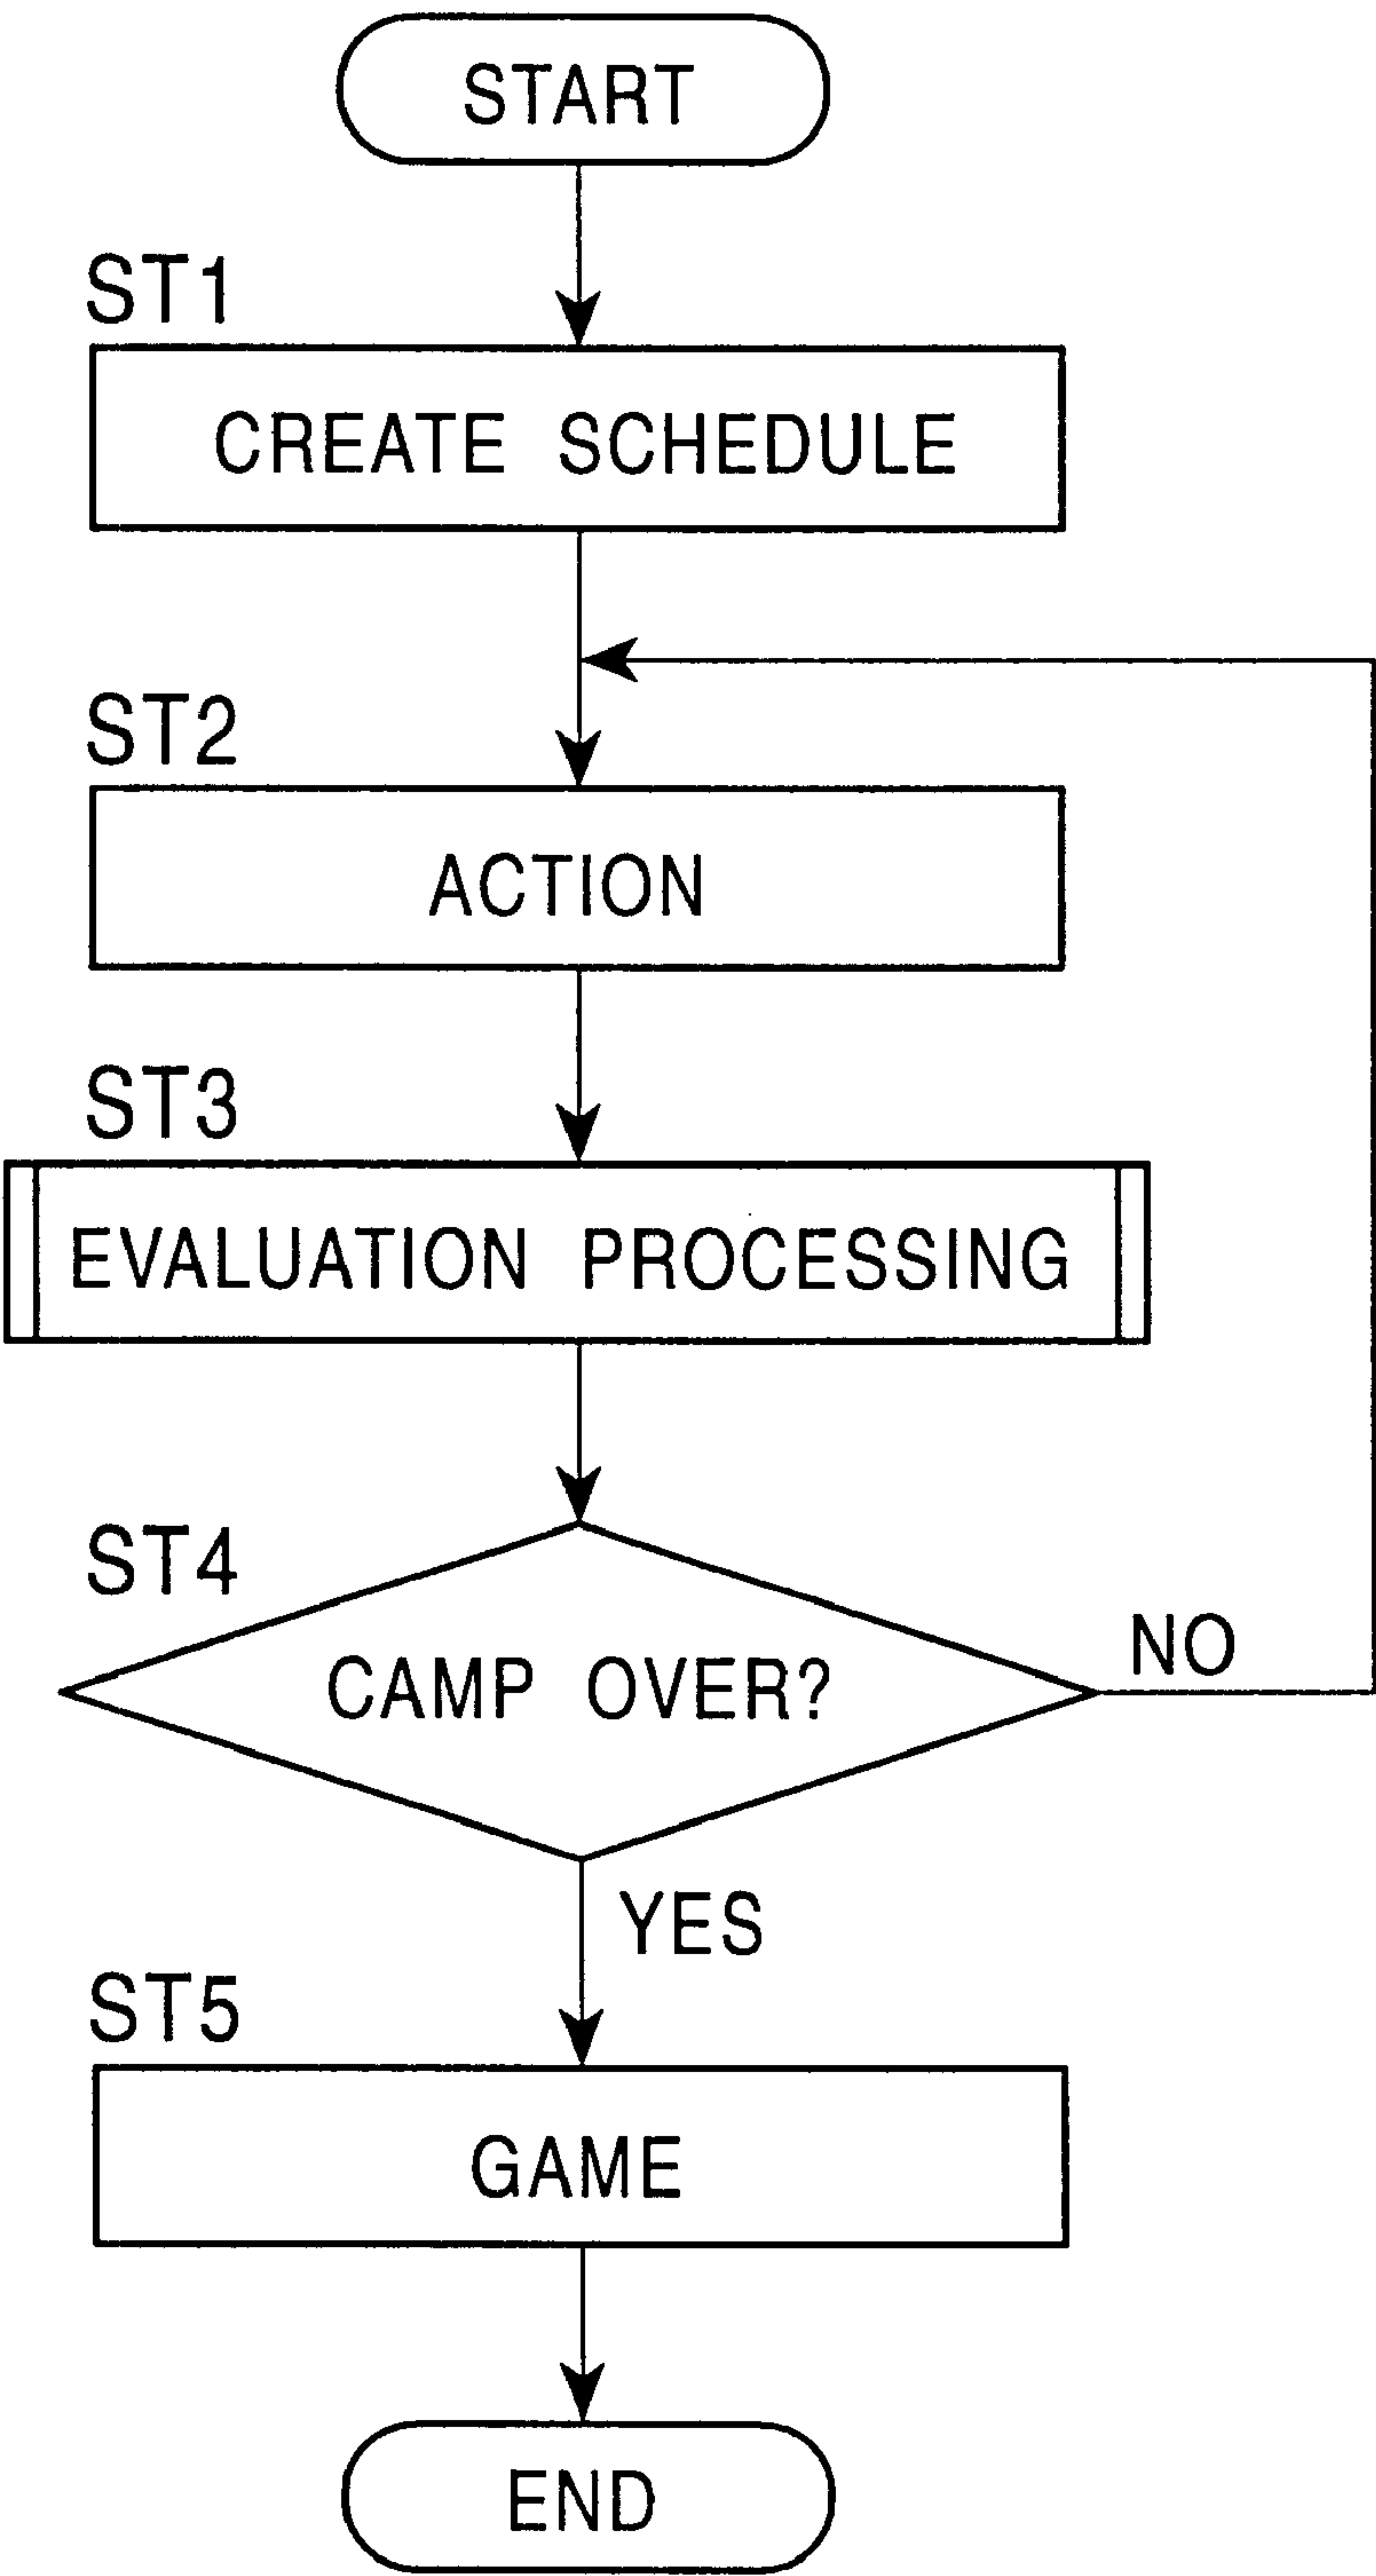 START
ST1
CREATE SCHEDULE
ST2
ACTION
ST3
EVALUATION PROCESSING
ST4
CAMP OVER?
NO
YES
ST5
GAME
END